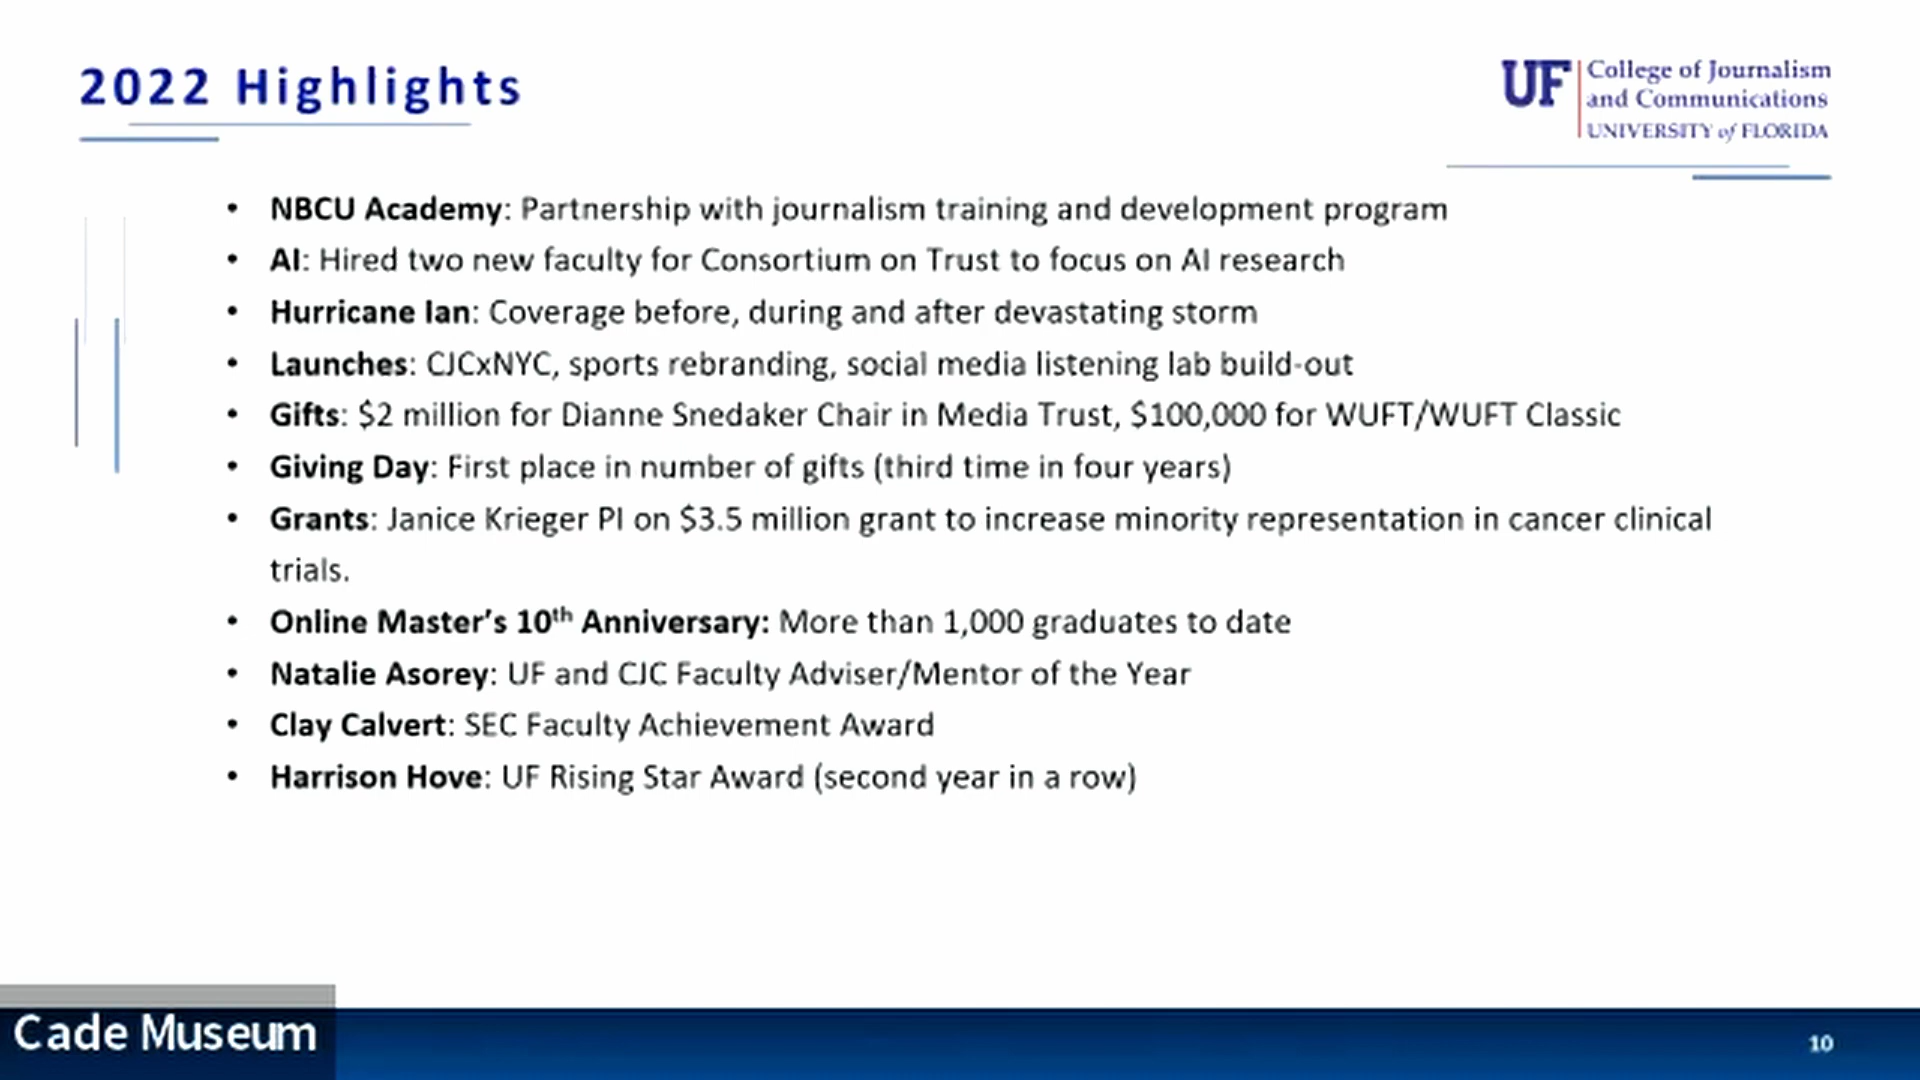 2022 Highlights
UF
College of Journalism
and Communications
UNIVERSITY of FLORIDA
• NBCU Academy: Partnership with journalism training and development program
• AI: Hired two new faculty for Consortium on Trust to focus on AI research
• Hurricane Ian: Coverage before, during and after devastating storm
• Launches: CJCxNYC, sports rebranding, social media listening lab build-out
• Gifts: $2 million for Dianne Snedaker Chair in Media Trust, $100,000 for WUFT/WUFT Classic
• Giving Day: First place in number of gifts (third time in four years)
• Grants: Janice Krieger PI on $3.5 million grant to increase minority representation in cancer clinical
trials.
• Online Master’s 10th Anniversary: More than 1,000 graduates to date
• Natalie Asorey: UF and CJC Faculty Adviser/Mentor of the Year
• Clay Calvert: SEC Faculty Achievement Award
• Harrison Hove: UF Rising Star Award (second year in a row)
Cade Museum
10